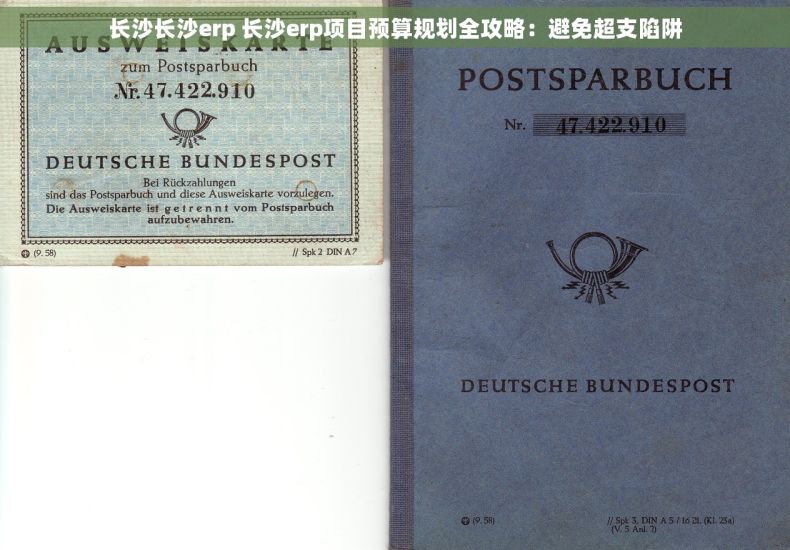 长沙长沙erp 长沙erp项目预算规划全攻略：避免超支陷阱
AUSWEISKARTE
zum Postsparbuch
Nr. 47.422.910
DEUTSCHE BUNDESPOST
Bei Rückzahlungen
sind das Postsparbuch und diese Ausweiskarte vorzulegen.
Die Ausweiskarte ist getrennt vom Postsparbuch
aufzubewahren.
(9. 58)
// Spk 2 DIN A 7
POSTSPARBUCH
Nr. 47.422.910
DEUTSCHE BUNDESPOST
(9. 58)
// Spk 3, DIN A 5 / 16 Bl. (Kl. 23a)
(V. 5 Anl. 2)